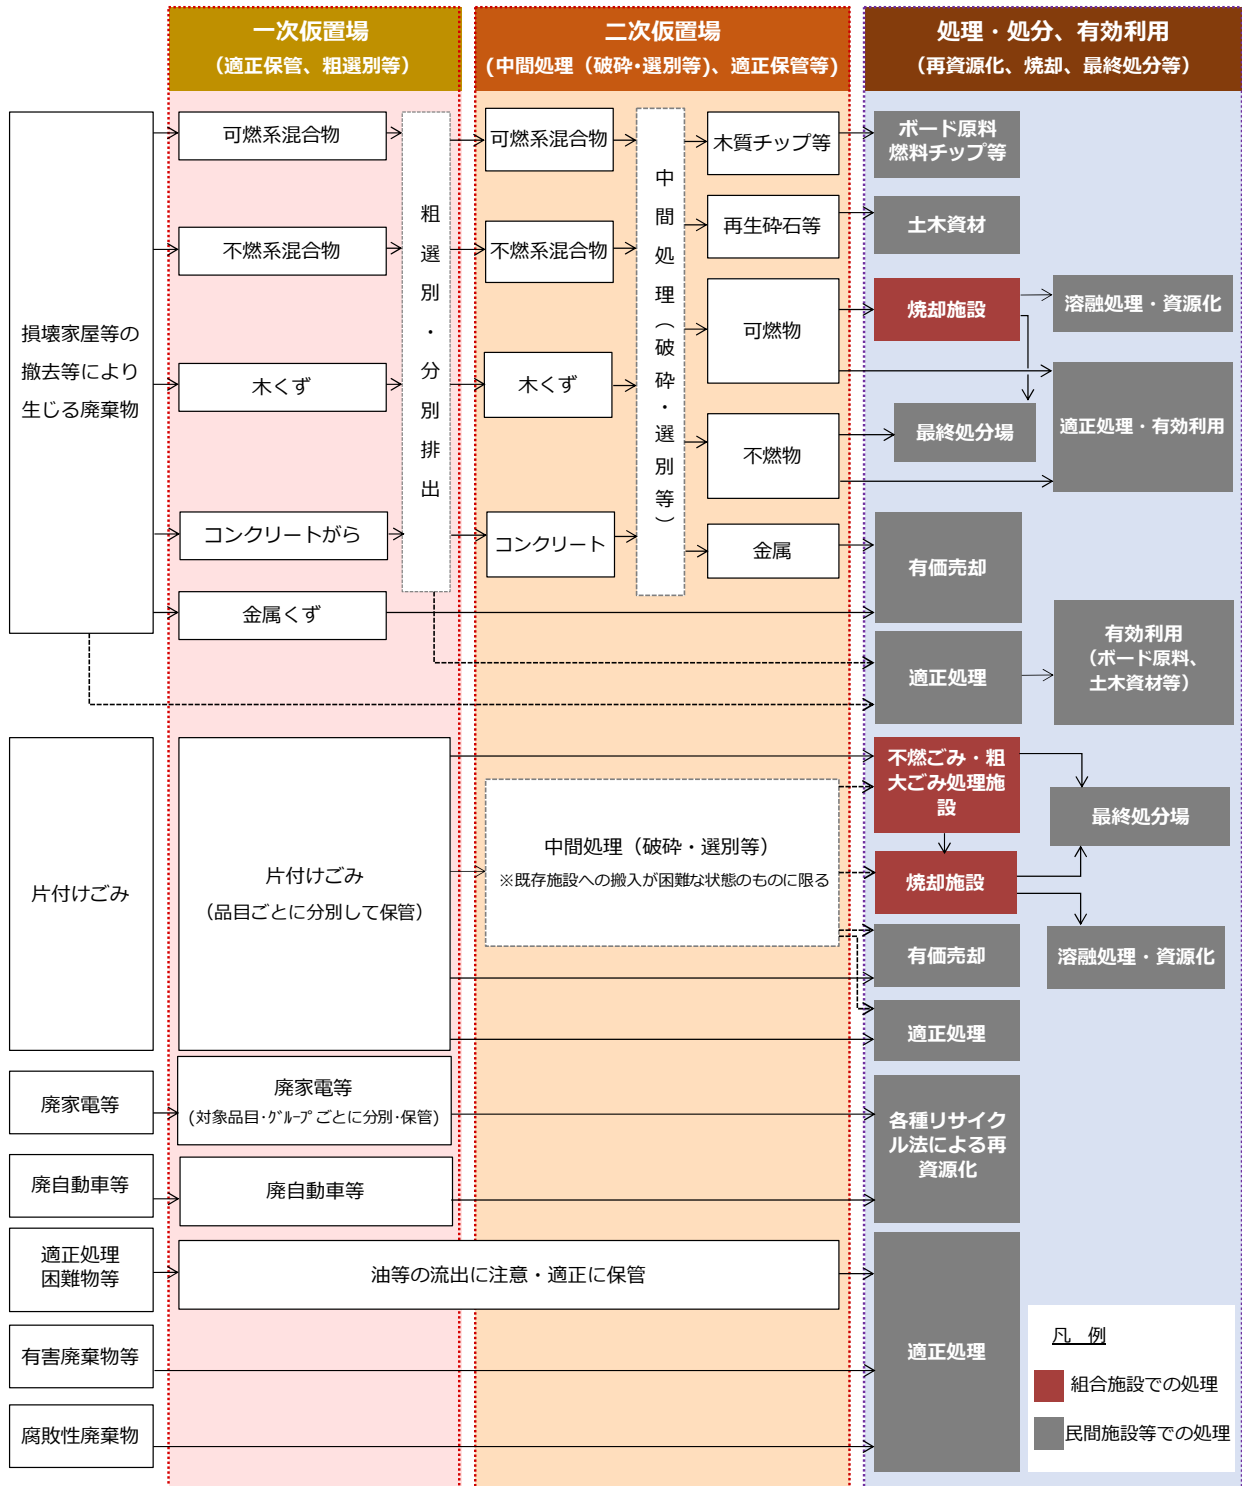 一次仮置場
（適正保管、粗選別等）
二次仮置場
(中間処理（破砕・選別等)、適正保管等)
処理・処分、有効利用
（再資源化、焼却、最終処分等）
損壊家屋等の
撤去等により
生じる廃棄物
可燃系混合物
不燃系混合物
木くず
コンクリートがら
金属くず
粗選別・分別排出
可燃系混合物
不燃系混合物
木くず
コンクリート
中間処理（破砕・選別等）
木質チップ等
再生砕石等
可燃物
不燃物
金属
ボード原料
燃料チップ等
土木資材
焼却施設
溶融処理・資源化
最終処分場
適正処理・有効利用
有価売却
適正処理
有効利用
（ボード原料、
土木資材等）
片付けごみ
片付けごみ
（品目ごとに分別して保管）
中間処理（破砕・選別等）
※既存施設への搬入が困難な状態のものに限る
不燃ごみ・粗
大ごみ処理施
設
焼却施設
最終処分場
有価売却
溶融処理・資源化
適正処理
廃家電等
廃家電等
(対象品目･ｸﾞﾙｰﾌﾟごとに分別･保管)
各種リサイク
ル法による再
資源化
廃自動車等
廃自動車等
適正処理
困難物等
油等の流出に注意・適正に保管
適正処理
有害廃棄物等
腐敗性廃棄物
凡　例
組合施設での処理
民間施設等での処理